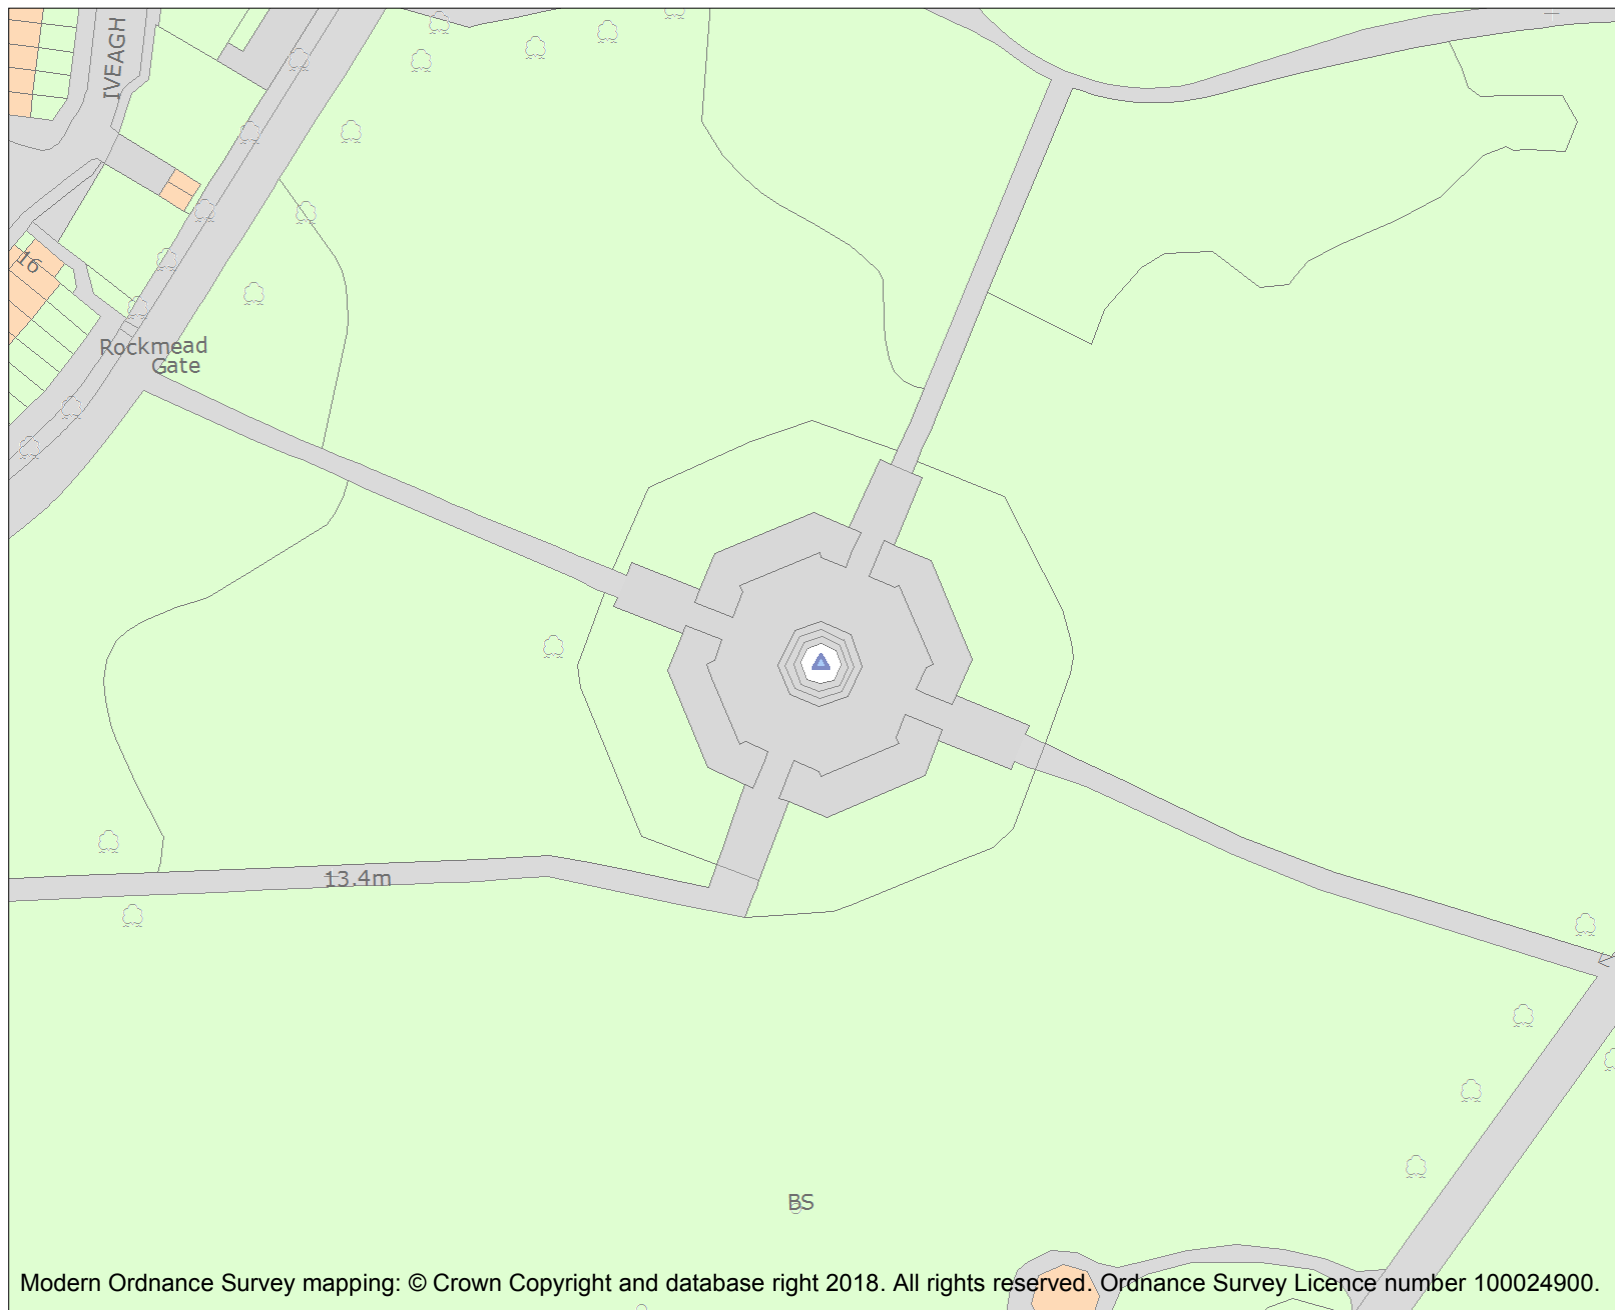 IVEAGH
16
Rockmead
Gate
13.4m
BS
Modern Ordnance Survey mapping: © Crown Copyright and database right 2018. All rights reserved. Ordnance Survey Licence number 100024900.